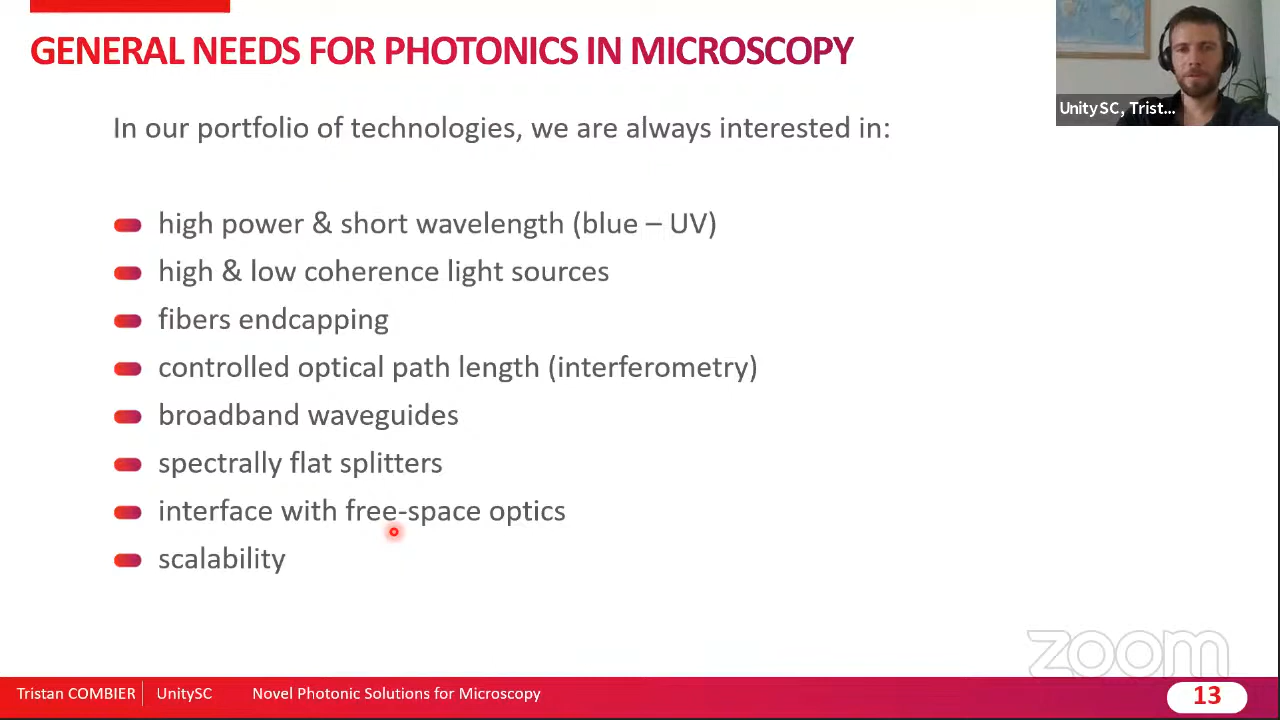 GENERAL NEEDS FOR PHOTONICS IN MICROSCOPY
UnitySC, Trist...
In our portfolio of technologies, we are always interested in:
high power & short wavelength (blue – UV)
high & low coherence light sources
fibers endcapping
controlled optical path length (interferometry)
broadband waveguides
spectrally flat splitters
interface with free-space optics
scalability
zoom
Tristan COMBIER UnitySC Novel Photonic Solutions for Microscopy 13